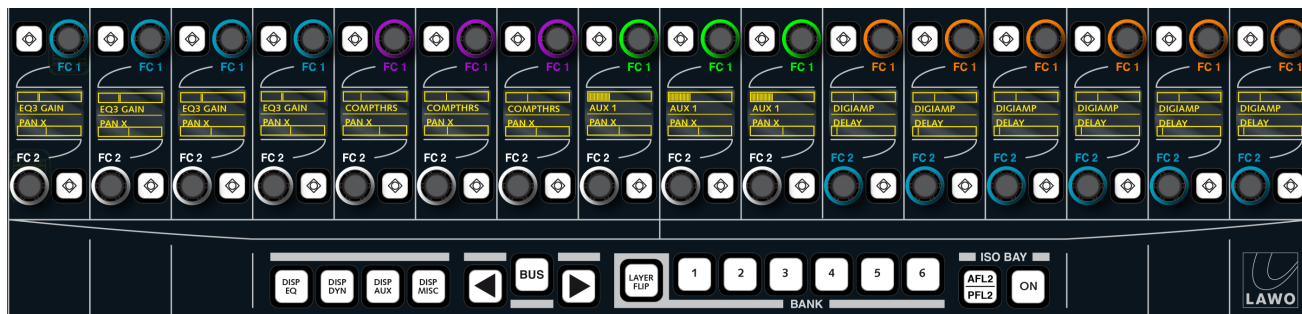 FC 1 FC 1 FC 1 FC 1 FC 1 FC 1 FC 1 FC 1 FC 1 FC 1 FC 1 FC 1 FC 1 FC 1 FC 1 FC 1
EQ3 GAIN EQ3 GAIN EQ3 GAIN EQ3 GAIN COMPTHRS COMPTHRS COMPTHRS AUX 1 AUX 1 AUX 1 DIGIAMP DIGIAMP DIGIAMP DIGIAMP DIGIAMP DIGIAMP
PAN X PAN X PAN X PAN X PAN X PAN X PAN X PAN X PAN X PAN X DELAY DELAY DELAY DELAY DELAY DELAY
FC 2 FC 2 FC 2 FC 2 FC 2 FC 2 FC 2 FC 2 FC 2 FC 2 FC 2 FC 2 FC 2 FC 2 FC 2 FC 2
DISP
EQ
DISP
DYN
DISP
AUX
DISP
MISC
BUS
LAYER
FLIP
1 2 3 4 5 6
BANK
ISO BAY
AFL2
PFL2
ON
LAWO